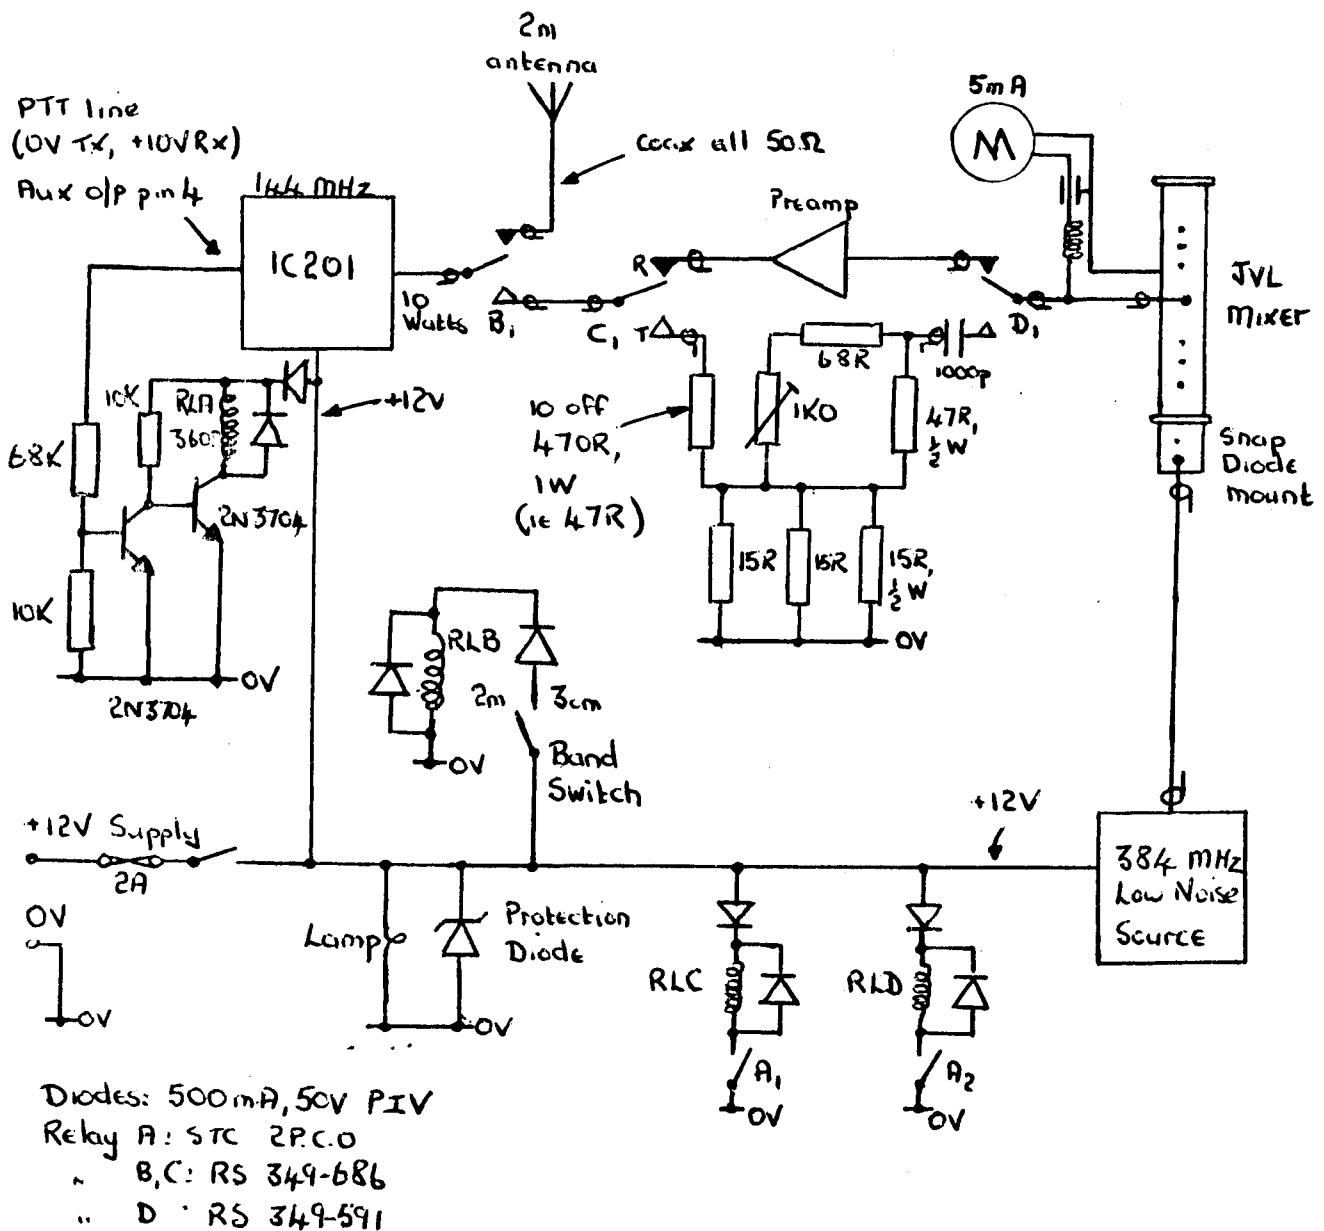 2m
antenna
PTT line
(0V Tx, +10V Rx)
Aux o/p pin 4
144 MHz
IC201
coax all 50Ω
Preamp
5mA
M
JVL
MIXER
R
10
Watts
B1
C1
T
D1
68R
1000p
10K
RLA
360
+12V
10 off
470R,
1W
(ie 47R)
1K0
47R,
½W
Snap
Diode
mount
68K
2N3704
15R
15R
15R,
½W
10K
0V
0V
2N3704
RLB
2m
3cm
0V
Band
Switch
+12V Supply
2A
+12V
384 MHz
Low Noise
Source
0V
0V
Lamp
Protection
Diode
0V
RLC
RLD
A1
A2
0V
0V
Diodes: 500mA, 50V PIV
Relay A: STC 2P.C.O
" B,C: RS 349-686
" D : RS 349-591